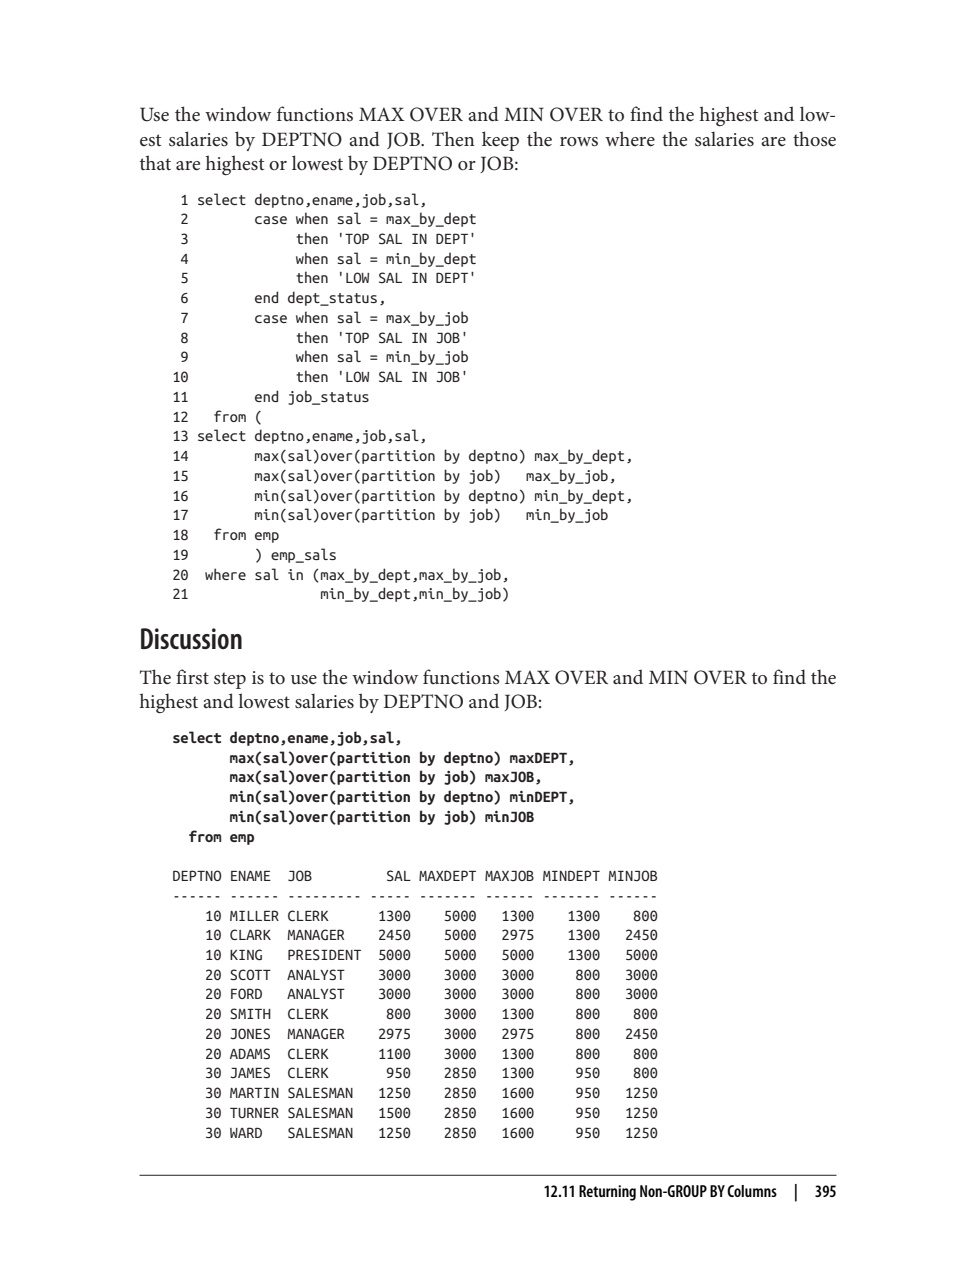 Use the window functions MAX OVER and MIN OVER to find the highest and low-
est salaries by DEPTNO and JOB. Then keep the rows where the salaries are those
that are highest or lowest by DEPTNO or JOB:
1 select deptno,ename,job,sal,
2        case when sal = max_by_dept
3             then 'TOP SAL IN DEPT'
4             when sal = min_by_dept
5             then 'LOW SAL IN DEPT'
6        end dept_status,
7        case when sal = max_by_job
8             then 'TOP SAL IN JOB'
9             when sal = min_by_job
10             then 'LOW SAL IN JOB'
11        end job_status
12   from (
13 select deptno,ename,job,sal,
14        max(sal)over(partition by deptno) max_by_dept,
15        max(sal)over(partition by job)   max_by_job,
16        min(sal)over(partition by deptno) min_by_dept,
17        min(sal)over(partition by job)   min_by_job
18   from emp
19        ) emp_sals
20  where sal in (max_by_dept,max_by_job,
21                min_by_dept,min_by_job)
Discussion
The first step is to use the window functions MAX OVER and MIN OVER to find the
highest and lowest salaries by DEPTNO and JOB:
select deptno,ename,job,sal,
       max(sal)over(partition by deptno) maxDEPT,
       max(sal)over(partition by job) maxJOB,
       min(sal)over(partition by deptno) minDEPT,
       min(sal)over(partition by job) minJOB
  from emp
DEPTNO ENAME  JOB         SAL MAXDEPT MAXJOB MINDEPT MINJOB
------ ------ --------- ----- ------- ------ ------- ------
    10 MILLER CLERK      1300    5000   1300    1300    800
    10 CLARK  MANAGER    2450    5000   2975    1300   2450
    10 KING   PRESIDENT  5000    5000   5000    1300   5000
    20 SCOTT  ANALYST    3000    3000   3000     800   3000
    20 FORD   ANALYST    3000    3000   3000     800   3000
    20 SMITH  CLERK       800    3000   1300     800    800
    20 JONES  MANAGER    2975    3000   2975     800   2450
    20 ADAMS  CLERK      1100    3000   1300     800    800
    30 JAMES  CLERK       950    2850   1300     950    800
    30 MARTIN SALESMAN   1250    2850   1600     950   1250
    30 TURNER SALESMAN   1500    2850   1600     950   1250
    30 WARD   SALESMAN   1250    2850   1600     950   1250
12.11 Returning Non-GROUP BY Columns | 395